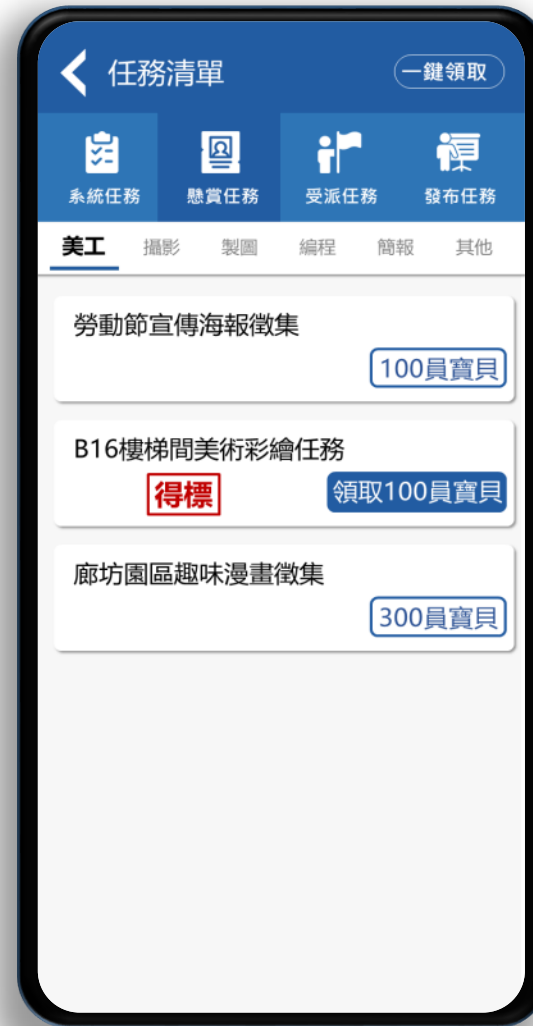 任務清單 一鍵領取
系統任務 懸賞任務 受派任務 發布任務
美工 攝影 製圖 編程 簡報 其他
勞動節宣傳海報徵集
100員寶貝
B16樓梯間美術彩繪任務
得標 領取100員寶貝
廊坊園區趣味漫畫徵集
300員寶貝